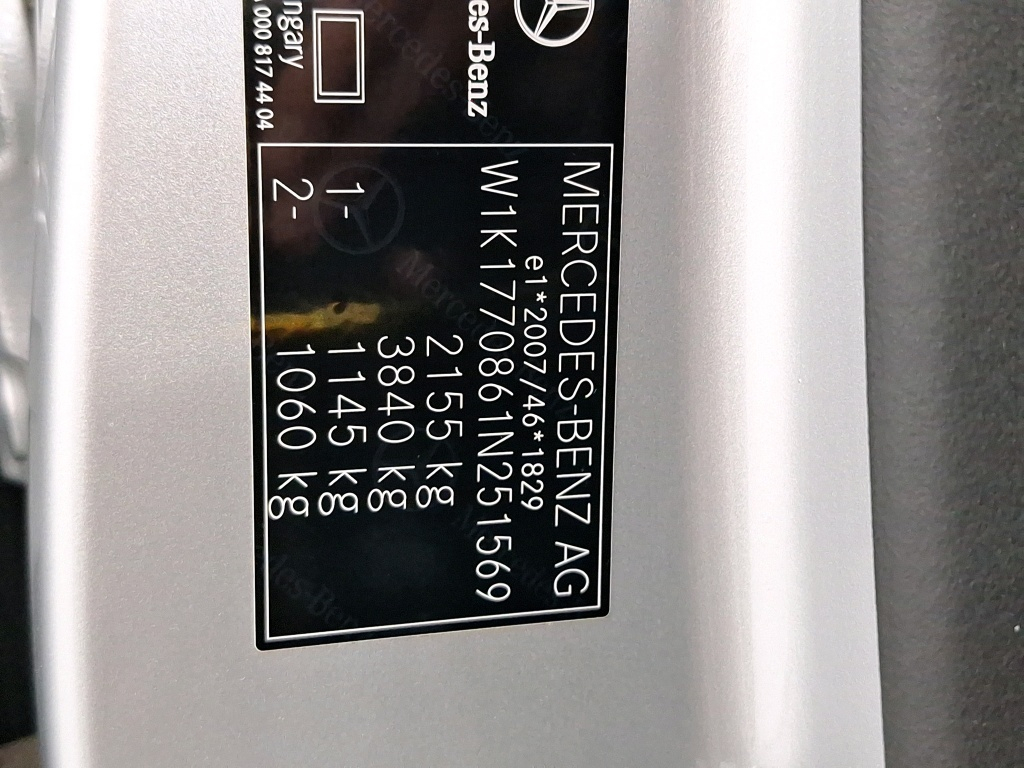 es-Benz
ngary
A 000 817 44 04
MERCEDES-BENZ AG
e1*2007/46*1829
W1K1770861N251569
2155 kg
3840 kg
1- 1145 kg
2- 1060 kg